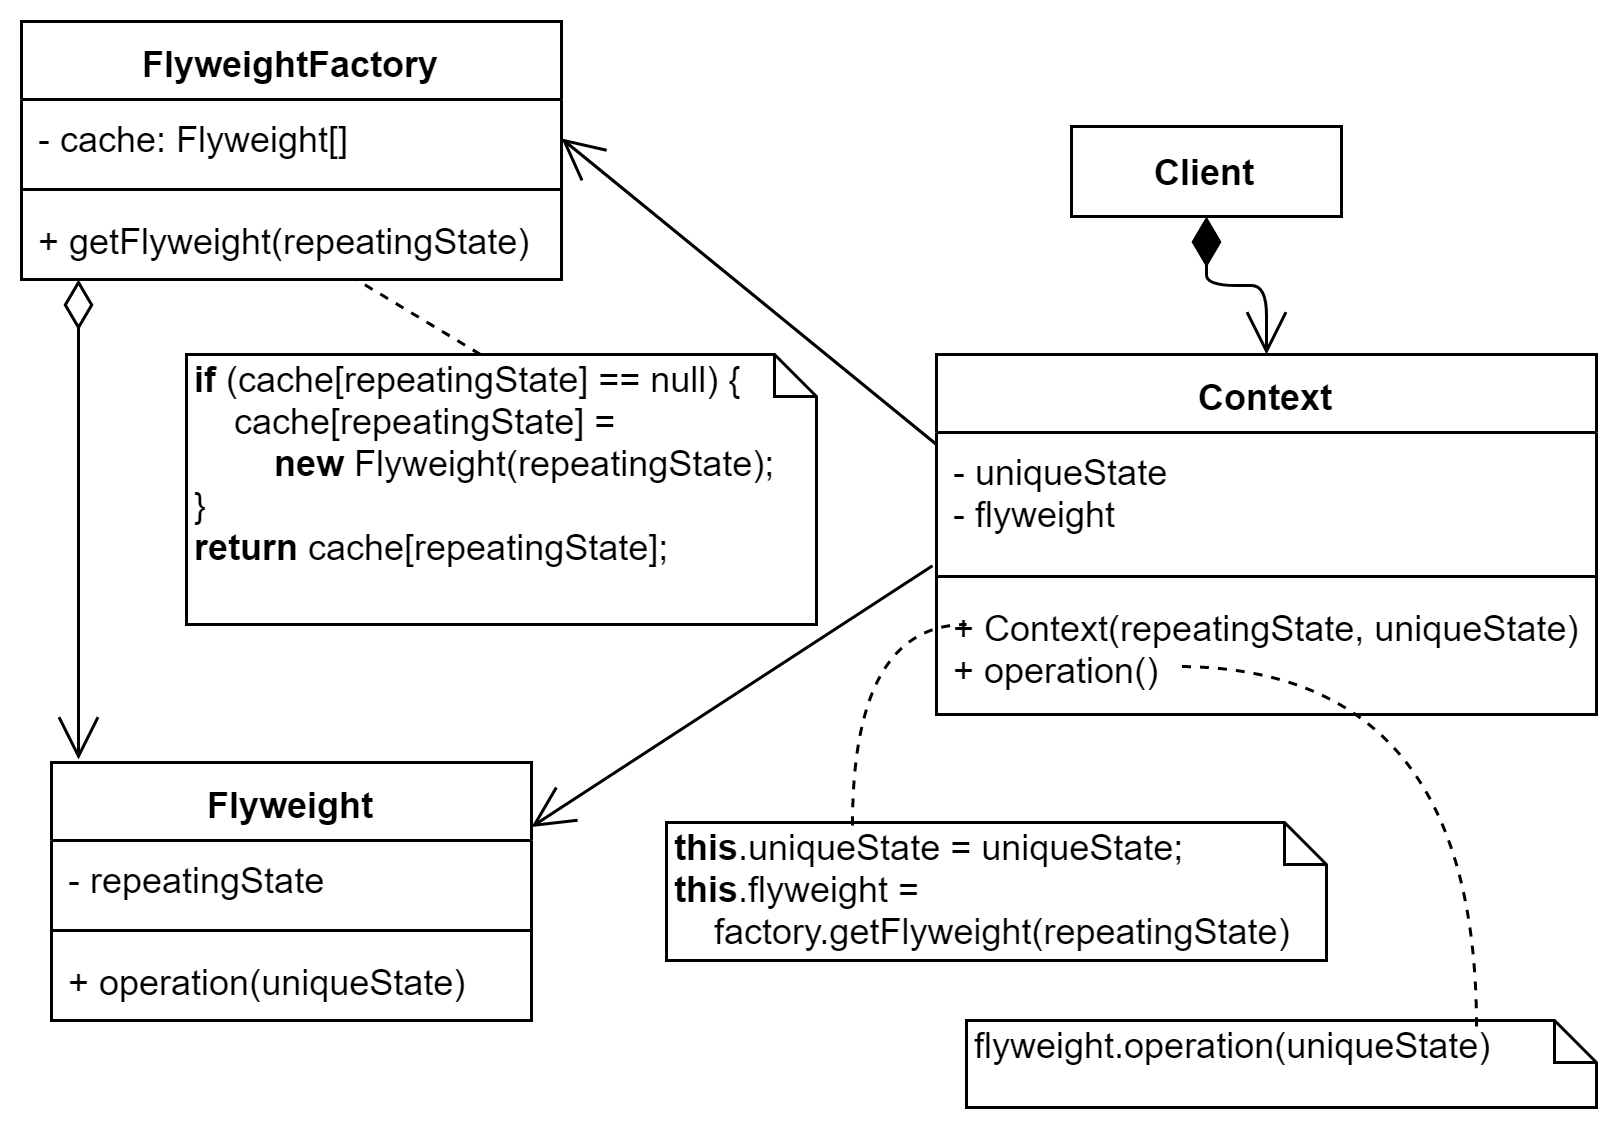 FlyweightFactory
- cache: Flyweight[]
+ getFlyweight(repeatingState)
Client
if (cache[repeatingState] == null) {
cache[repeatingState] =
new Flyweight(repeatingState);
}
return cache[repeatingState];
Context
- uniqueState
- flyweight
+ Context(repeatingState, uniqueState)
+ operation()
Flyweight
- repeatingState
+ operation(uniqueState)
this.uniqueState = uniqueState;
this.flyweight =
factory.getFlyweight(repeatingState)
flyweight.operation(uniqueState)